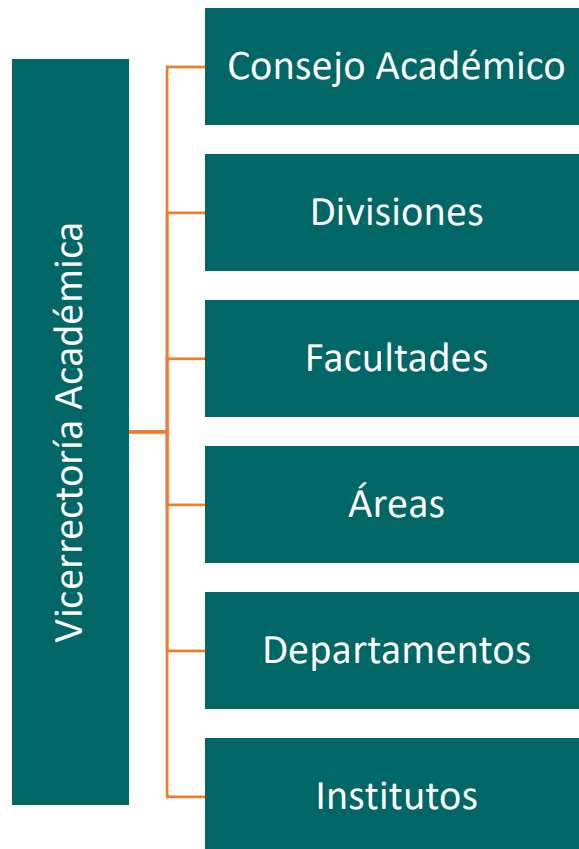 Vicerrectoría Académica
Consejo Académico
Divisiones
Facultades
Áreas
Departamentos
Institutos